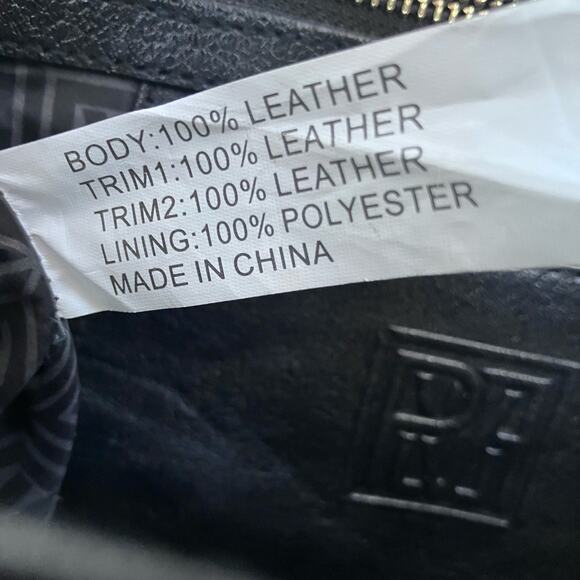 BODY:100% LEATHER
TRIM1:100% LEATHER
TRIM2:100% LEATHER
LINING:100% POLYESTER
MADE IN CHINA